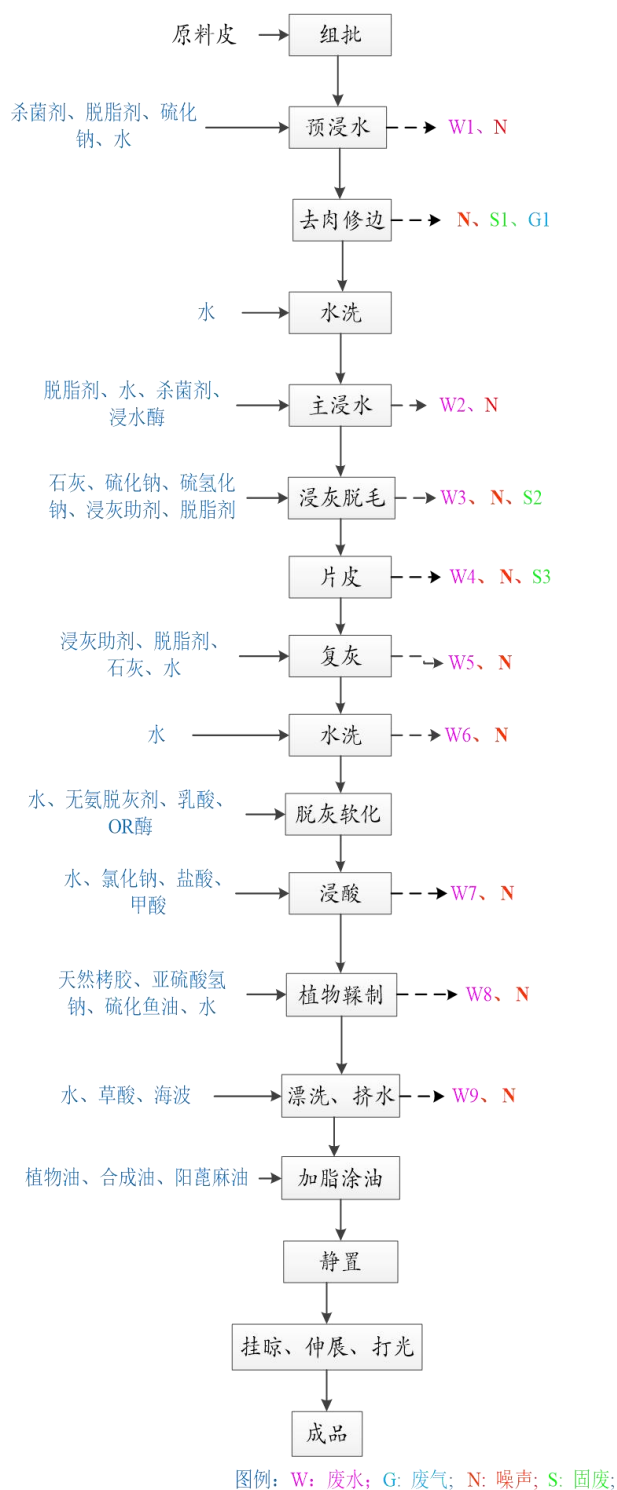 原料皮
组批
杀菌剂、脱脂剂、硫化
钠、水
预浸水
W1、N
去肉修边
N、S1、G1
水
水洗
脱脂剂、水、杀菌剂、
浸水酶
主浸水
W2、N
石灰、硫化钠、硫氢化
钠、浸灰助剂、脱脂剂
浸灰脱毛
W3、N、S2
片皮
W4、N、S3
浸灰助剂、脱脂剂、
石灰、水
复灰
W5、N
水
水洗
W6、N
水、无氨脱灰剂、乳酸、
OR酶
脱灰软化
水、氯化钠、盐酸、
甲酸
浸酸
W7、N
天然栲胶、亚硫酸氢
钠、硫化鱼油、水
植物鞣制
W8、N
水、草酸、海波
漂洗、挤水
W9、N
植物油、合成油、阳蓖麻油
加脂涂油
静置
挂晾、伸展、打光
成品
图例：W：废水；G: 废气; N: 噪声; S: 固废;